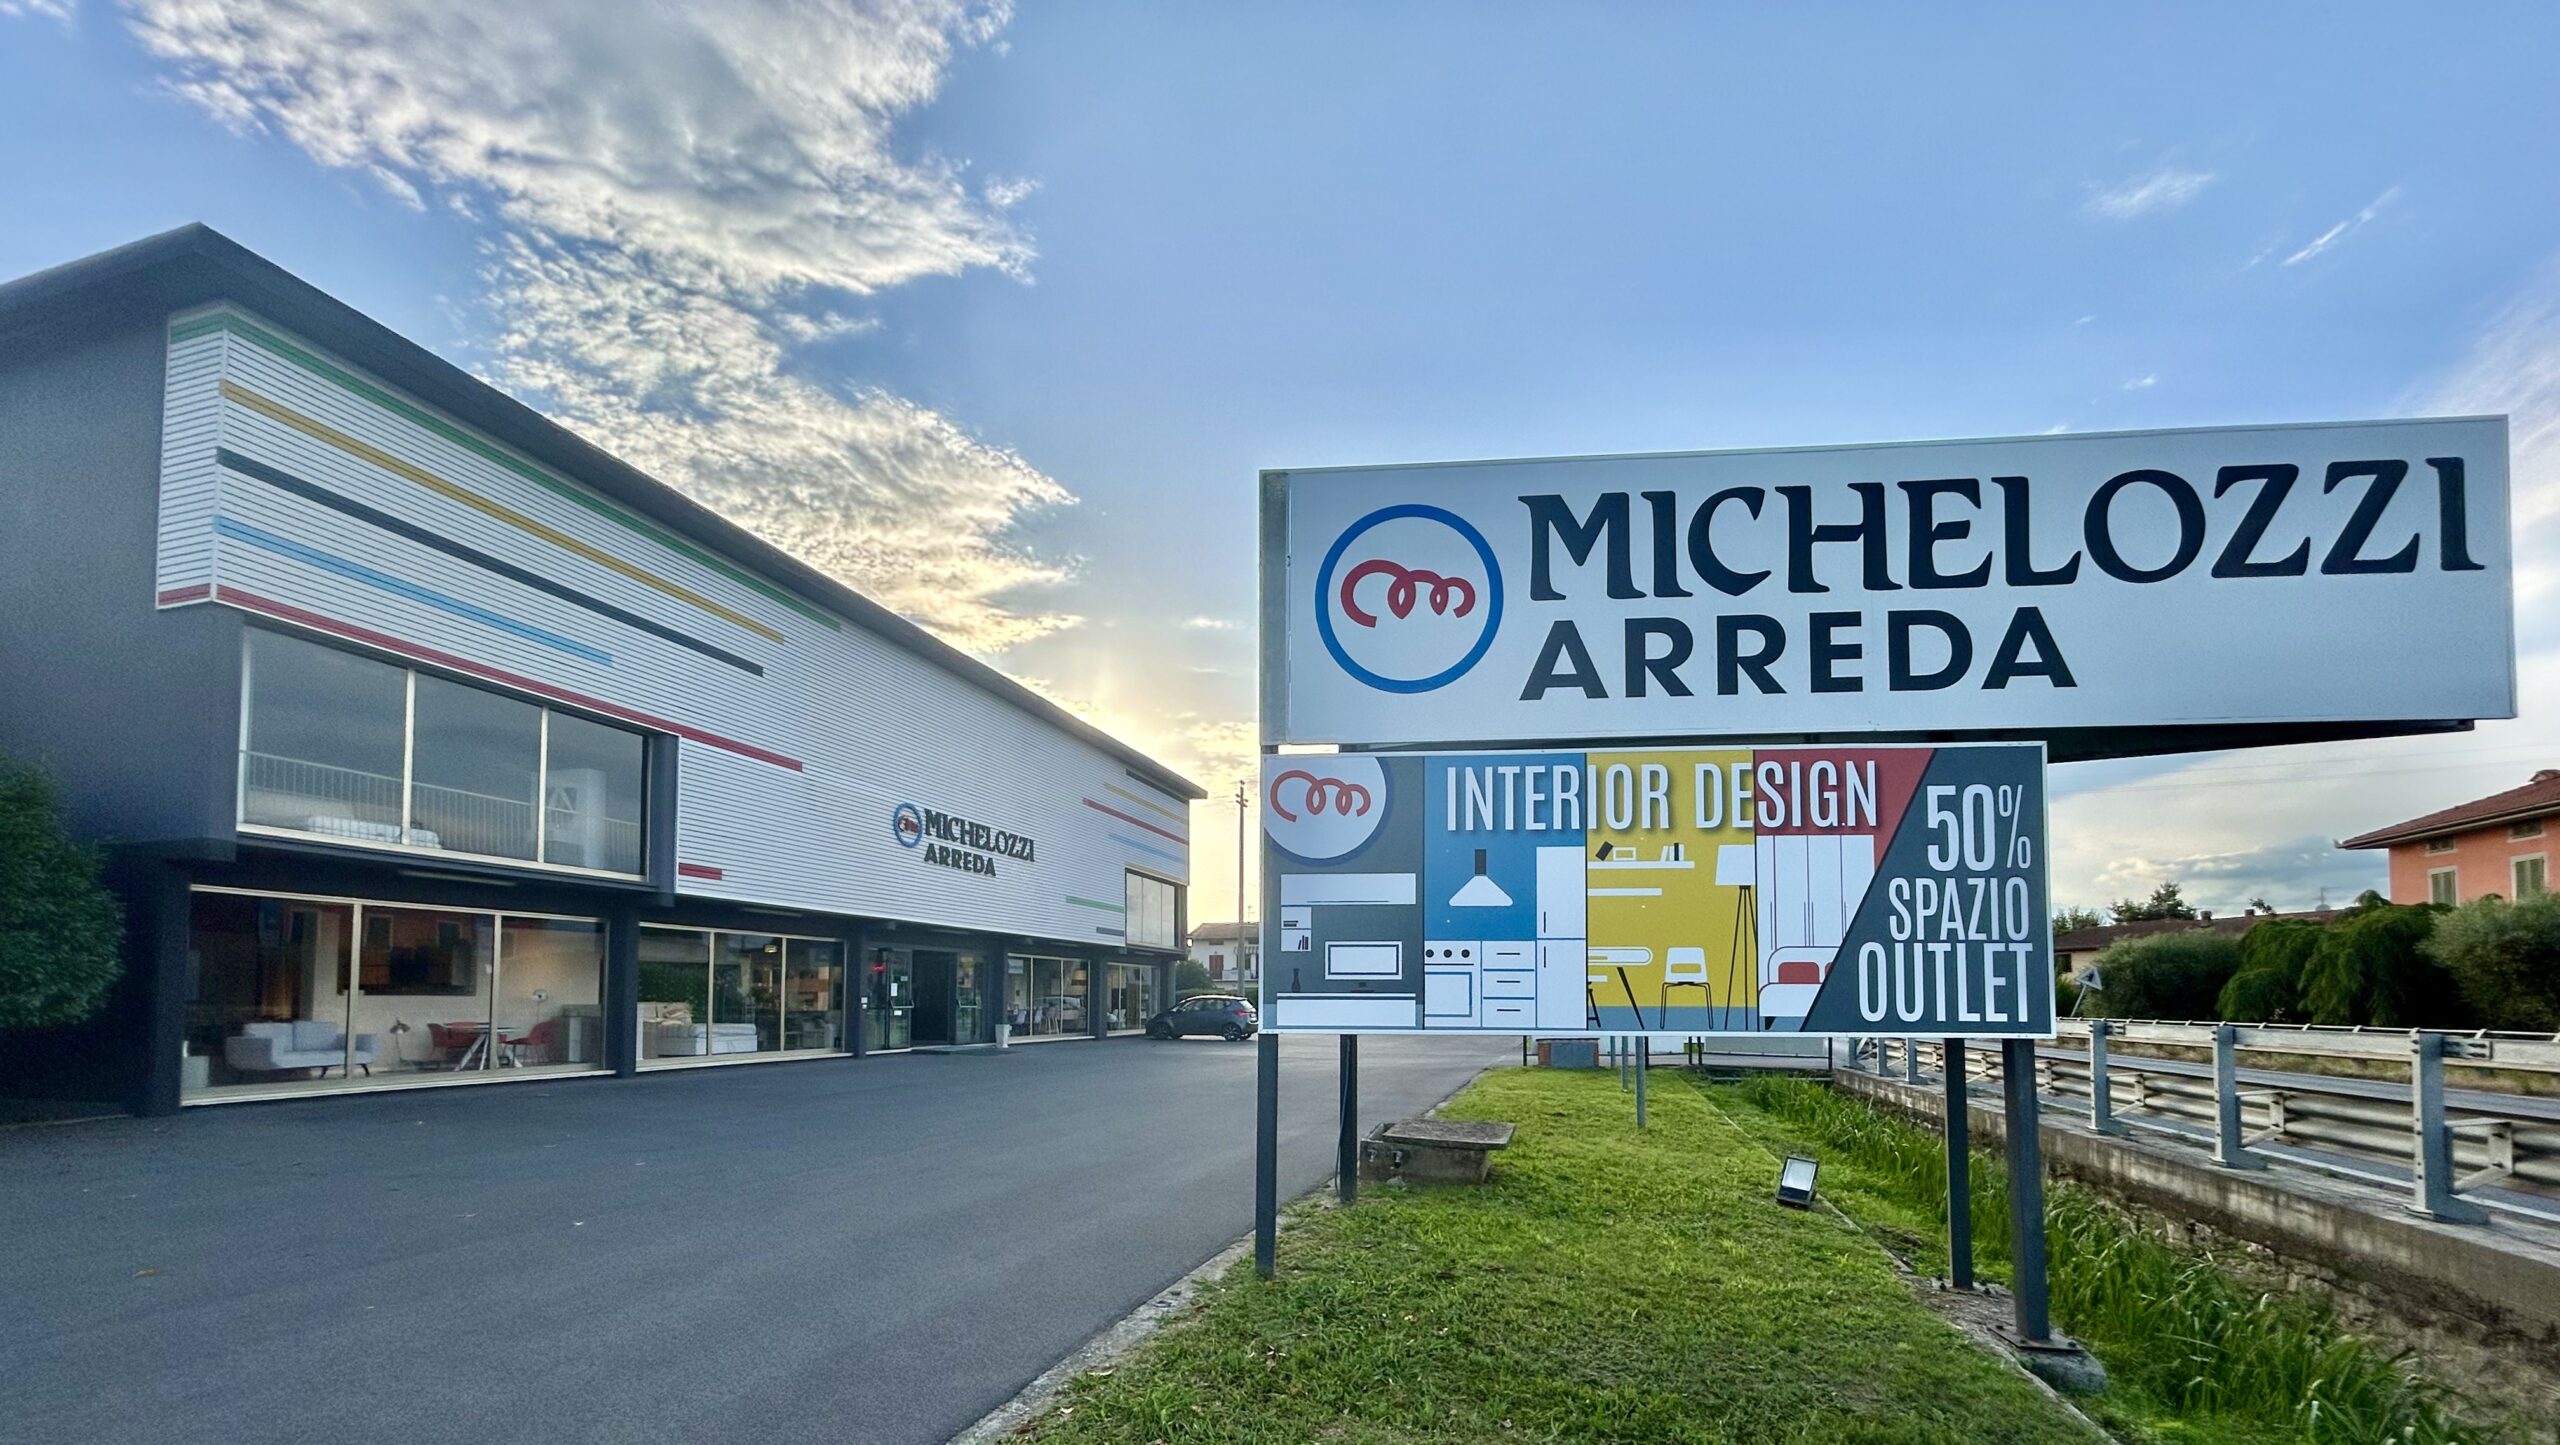 MICHELOZZI
ARREDA
INTERIOR DESIGN
50%
SPAZIO
OUTLET
MICHELOZZI
ARREDA